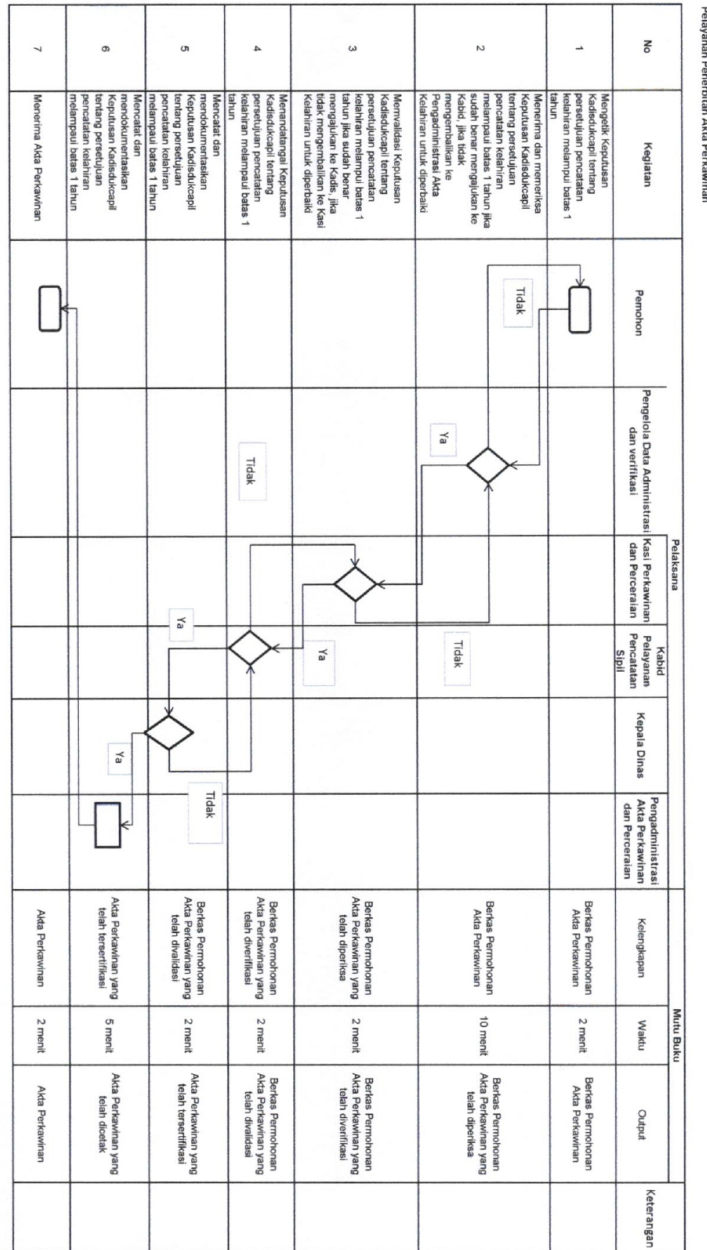 Pelayanan Penerbitan Akta Perkawinan
No
Kegiatan
Pelaksana
Mutu Buku
Keterangan
Pemohon
Pengelola Data Administrasi
dan verifikasi
Kasi Perkawinan
dan Perceraian
Kabid
Pelayanan
Pencatatan
Sipil
Kepala Dinas
Pengadministrasi
Akta Perkawinan
dan Perceraian
Kelengkapan
Waktu
Output
1
Mengetik Keputusan
Kadisdukcapil tentang
persetujuan pencatatan
kelahiran melampui batas 1
tahun
Berkas Permohonan
Akta Perkawinan
2 menit
Berkas Permohonan
Akta Perkawinan
2
Menerima dan memeriksa
Keputusan Kadisdukcapil
tentang persetujuan
pencatatan kelahiran
melampaui batas 1 tahun jika
sudah benar mengajukan ke
Kabid, jika tidak
mengembalikan ke
Pengadministrasi Akta
Kelahiran untuk diperbaiki
Tidak
Ya
Tidak
Berkas Permohonan
Akta Perkawinan
10 menit
Berkas Permohonan
Akta Perkawinan yang
telah diperiksa
3
Memvalidasi Keputusan
Kadisdukcapil tentang
persetujuan pencatatan
kelahiran melampui batas 1
tahun jika sudah benar
mengajukan ke Kadis, jika
tidak mengembalikan ke Kasi
Kelahiran untuk diperbaiki
Ya
Berkas Permohonan
Akta Perkawinan yang
telah diperiksa
2 menit
Berkas Permohonan
Akta Perkawinan yang
telah diverifikasi
4
Menandatangai Keputusan
Kadisdukcapil tentang
persetujuan pencatatan
kelahiran melampaui batas 1
tahun
Tidak
Berkas Permohonan
Akta Perkawinan yang
telah diverifikasi
2 menit
Berkas Permohonan
Akta Perkawinan yang
telah divalidasi
5
Mencatat dan
mendokumentasikan
Keputusan Kadisdukcapil
tentang persetujuan
pencatatan kelahiran
melampaui batas 1 tahun
Ya
Tidak
Berkas Permohonan
Akta Perkawinan yang
telah divalidasi
2 menit
Akta Perkawinan yang
telah tersertifikasi
6
Mencatat dan
mendokumentasikan
Keputusan Kadisdukcapil
tentang persetujuan
pencatatan kelahiran
melampaui batas 1 tahun
Ya
Akta Perkawinan yang
telah tersertifikasi
5 menit
Akta Perkawinan yang
telah dicetak
7
Menerima Akta Perkawinan
Akta Perkawinan
2 menit
Akta Perkawinan